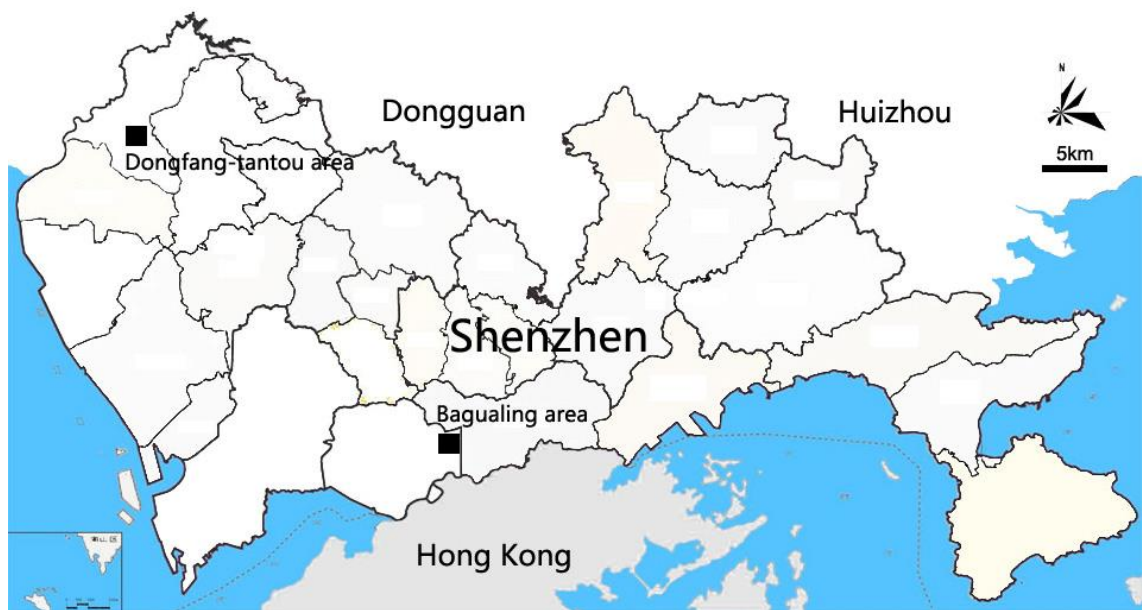 N
Dongguan
Huizhou
5km
Dongfang-tantou area
Shenzhen
Bagualing area
Hong Kong